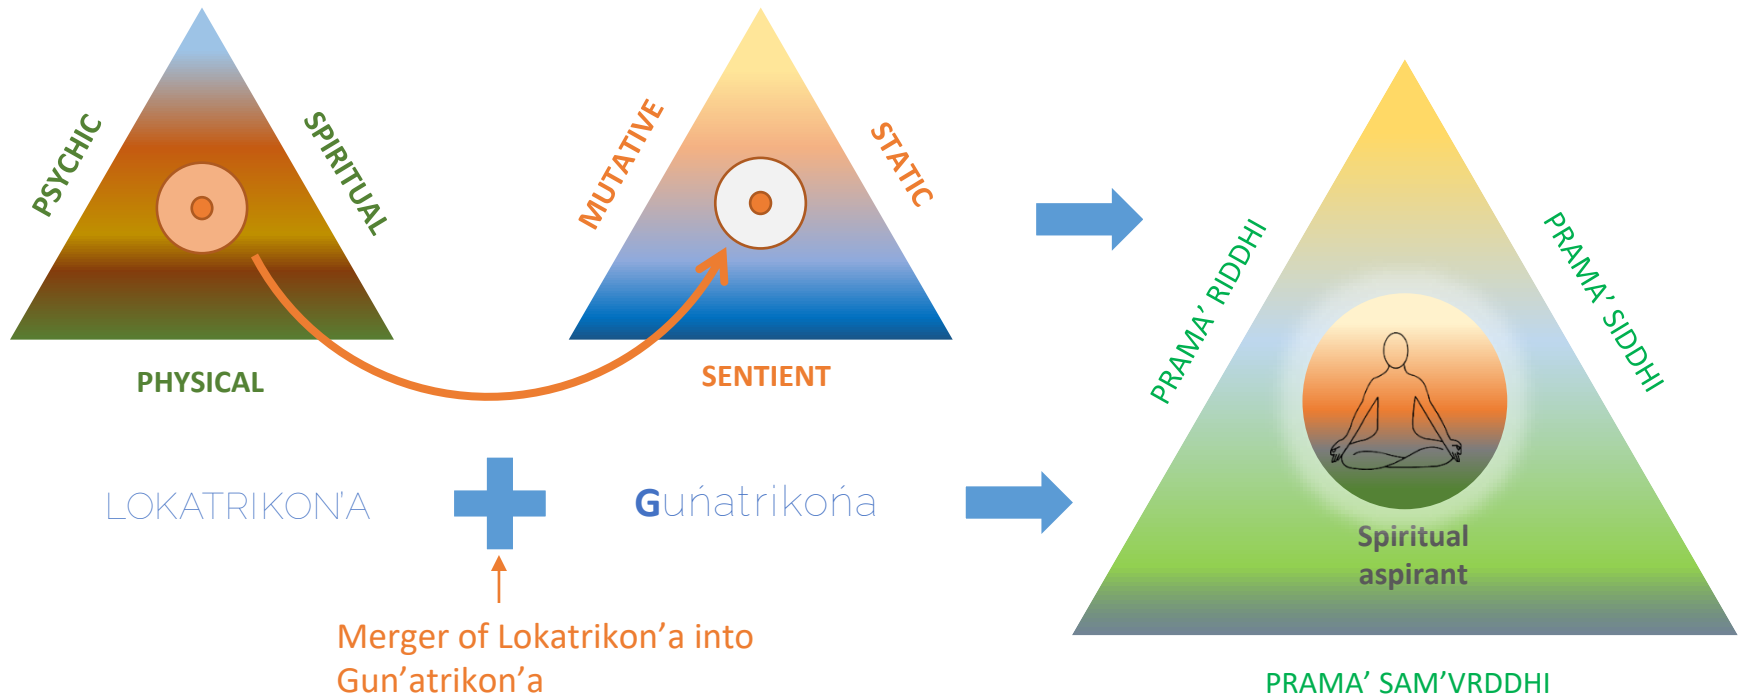 PSYCHIC
SPIRITUAL
PHYSICAL
MUTATIVE
STATIC
SENTIENT
PRAMA’ RIDDHI
PRAMA’ SIDDHI
Spiritual
aspirant
PRAMA’ SAM’VRDDHI
LOKATRIKON’A
Guńatrikońa
Merger of Lokatrikon’a into
Gun’atrikon’a